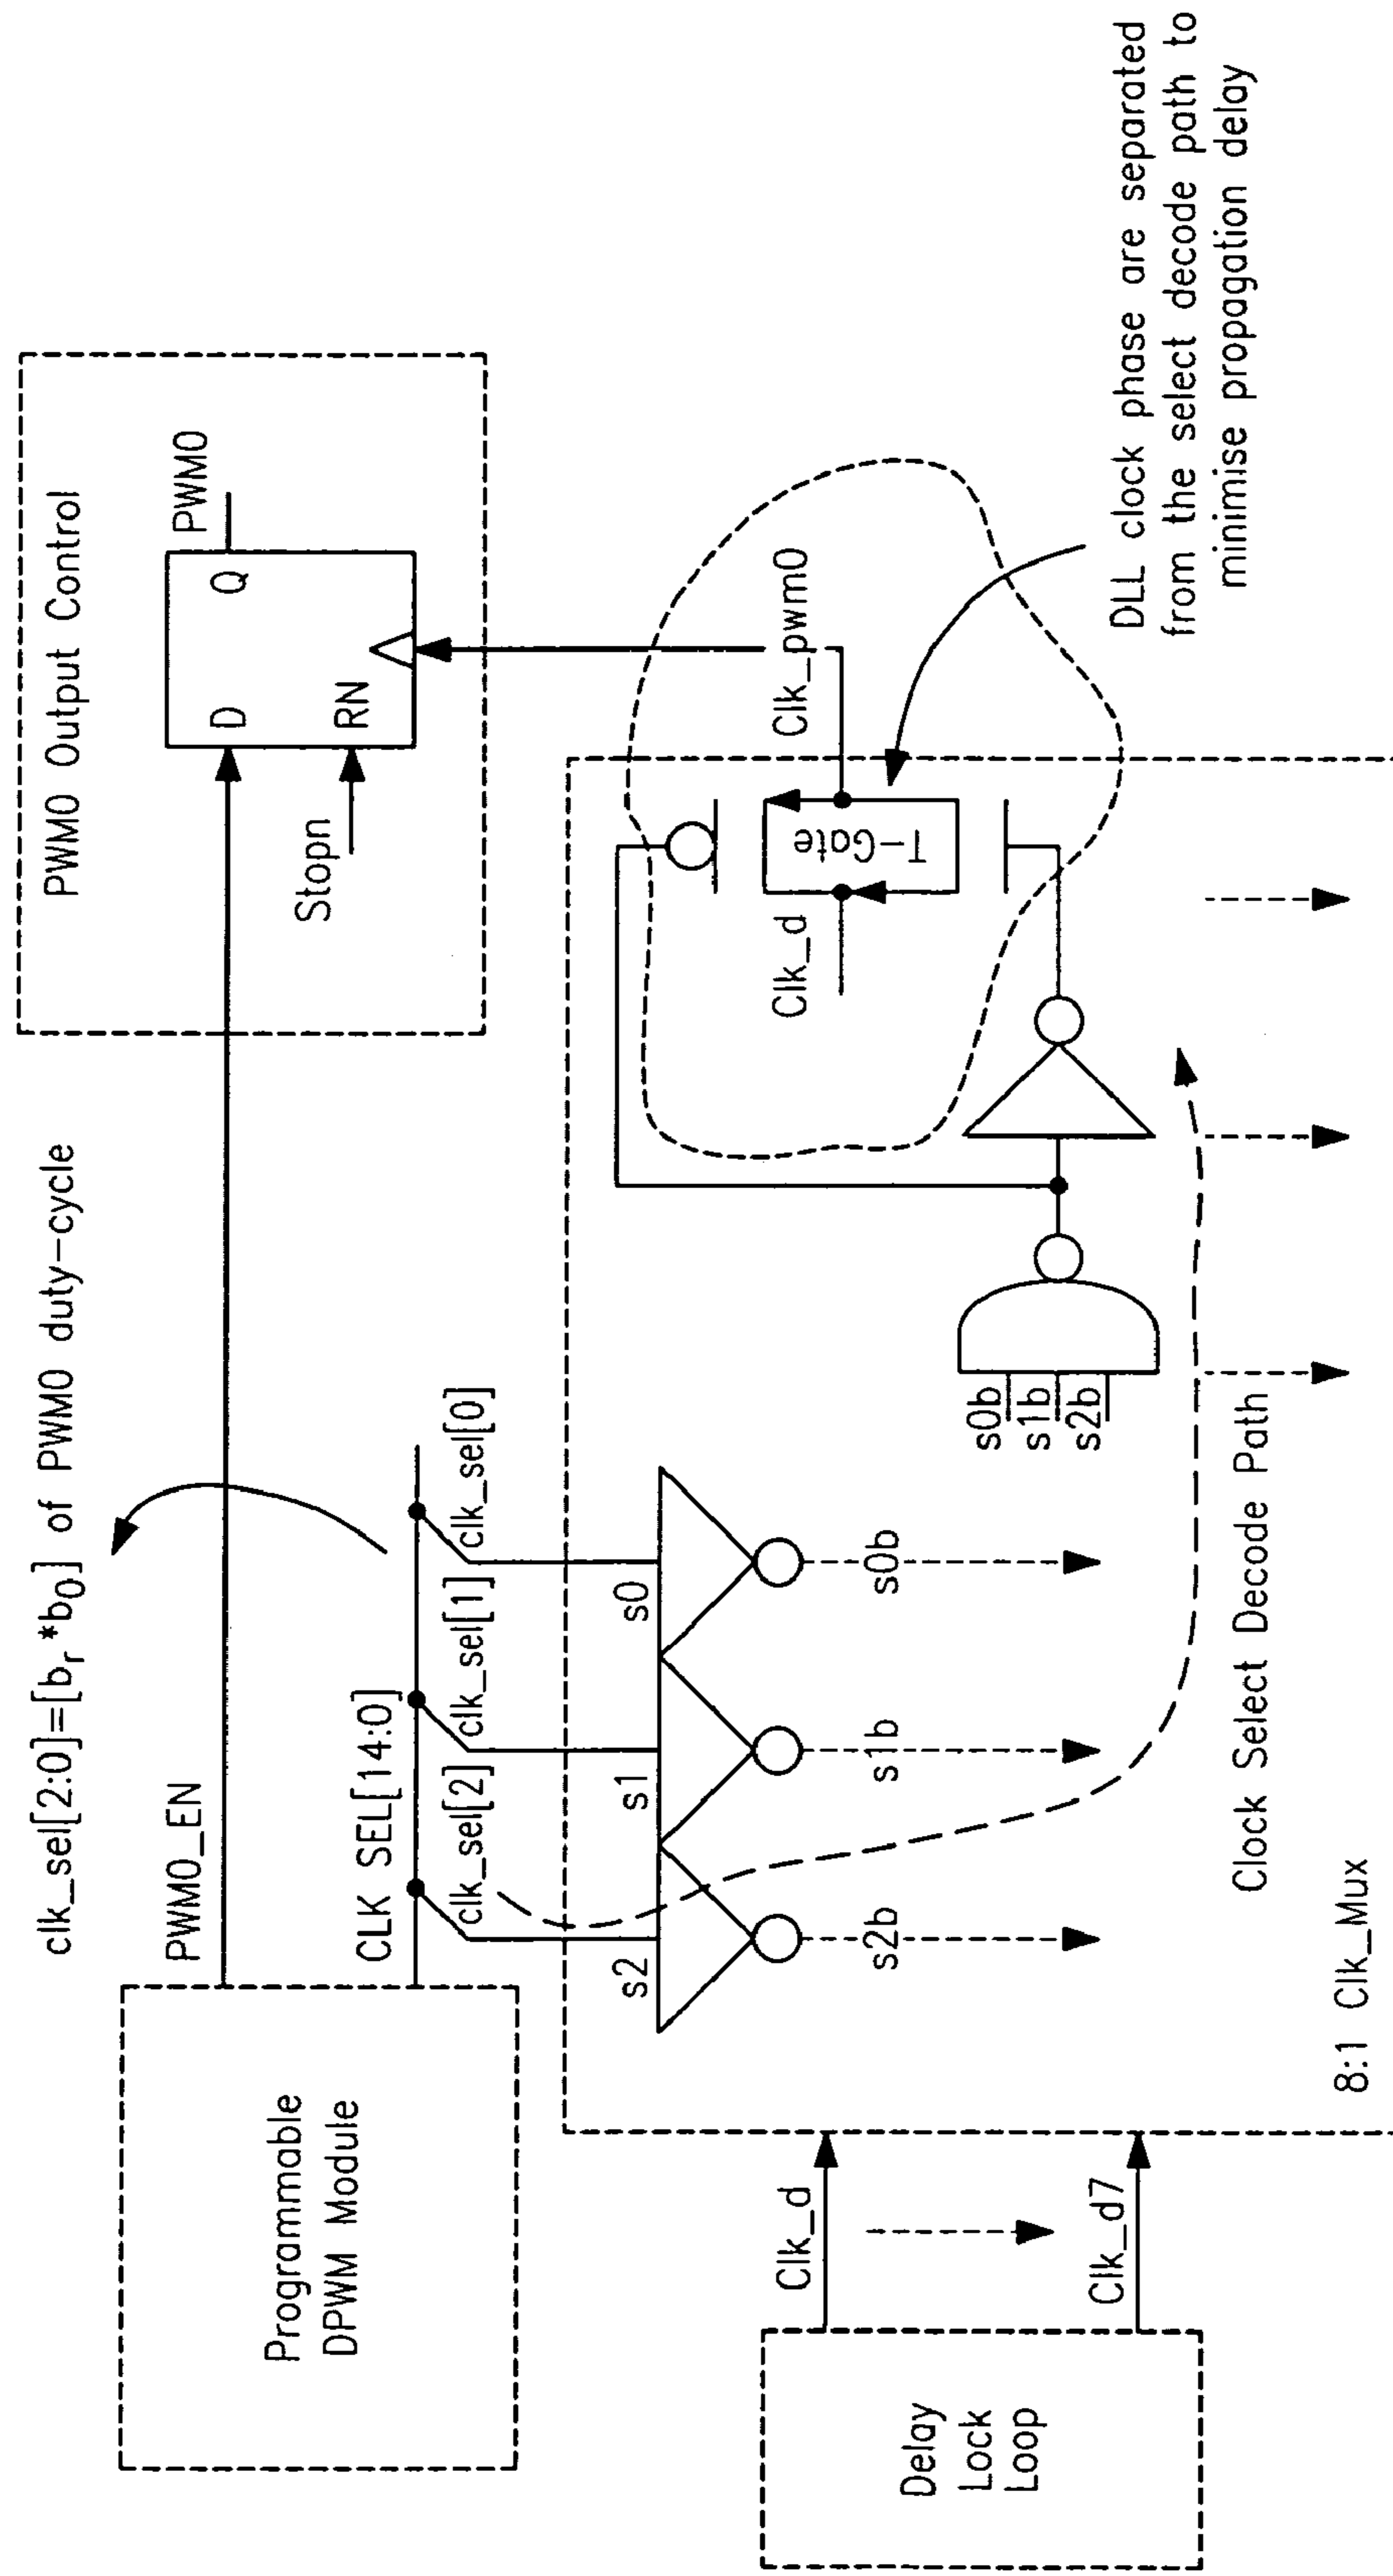 clk_sel[2:0]=[b_r *b_0] of PWM0 duty-cycle
PWM0 Output Control
Programmable
DPWM Module
PWM0_EN
CLK SEL[14:0]
D
Q
PWM0
Stopn
RN
clk_sel[2]
clk_sel[1]
clk_sel[0]
s2
s1
s0
s2b
s1b
s0b
Delay
Lock
Loop
Clk_d
Clk_d7
s0b
s1b
s2b
Clk_d
T-Gate
Clk_pwm0
Clock Select Decode Path
8:1 Clk_Mux
DLL clock phase are separated
from the select decode path to
minimise propagation delay